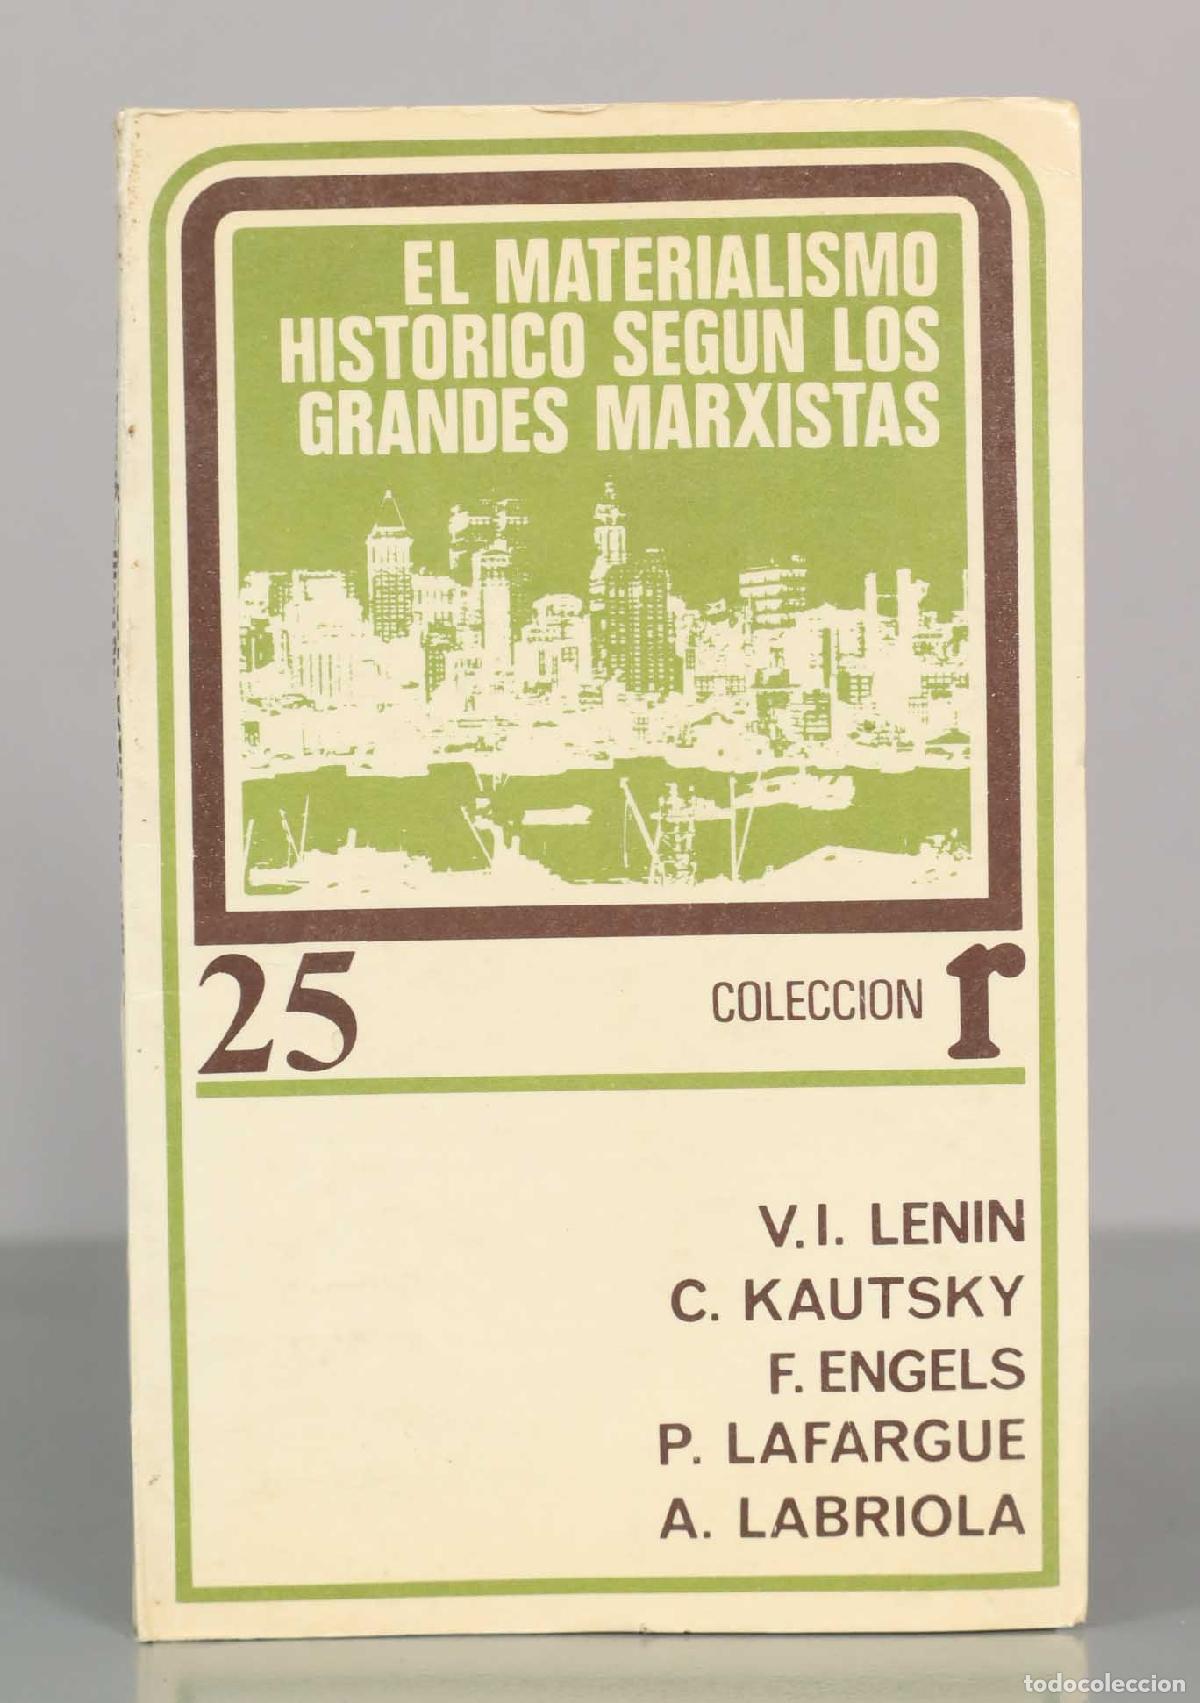 EL MATERIALISMO
HISTORICO SEGUN LOS
GRANDES MARXISTAS
25
COLECCION r
V. I. LENIN
C. KAUTSKY
F. ENGELS
P. LAFARGUE
A. LABRIOLA
todocoleccion